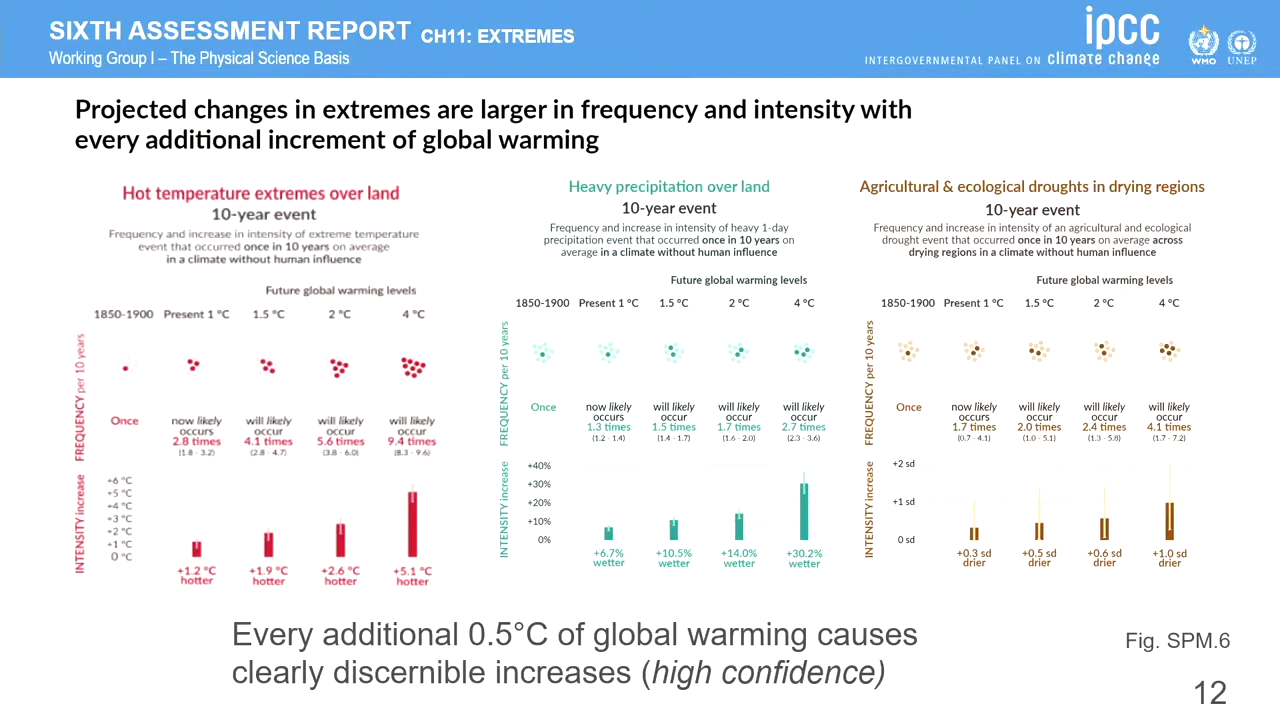 SIXTH ASSESSMENT REPORT CH11: EXTREMES
Working Group I – The Physical Science Basis
ipcc
INTERGOVERNMENTAL PANEL ON climate change
WMO UNEP
Projected changes in extremes are larger in frequency and intensity with
every additional increment of global warming
Hot temperature extremes over land
10-year event
Frequency and increase in intensity of extreme temperature
event that occurred once in 10 years on average
in a climate without human influence
Future global warming levels
1850-1900 Present 1 °C 1.5 °C 2 °C 4 °C
FREQUENCY per 10 years
Once now likely will likely will likely will likely
occurs occur occur occur
2.8 times 4.1 times 5.6 times 9.4 times
(1.8 - 3.2) (2.8 - 4.7) (3.8 - 6.0) (8.3 - 9.6)
INTENSITY increase
+6 °C
+5 °C
+4 °C
+3 °C
+2 °C
+1 °C
0 °C
+1.2 °C +1.9 °C +2.6 °C +5.1 °C
hotter hotter hotter hotter
Heavy precipitation over land
10-year event
Frequency and increase in intensity of heavy 1-day
precipitation event that occurred once in 10 years on
average in a climate without human influence
Future global warming levels
1850-1900 Present 1 °C 1.5 °C 2 °C 4 °C
FREQUENCY per 10 years
Once now likely will likely will likely will likely
occurs occur occur occur
1.3 times 1.5 times 1.7 times 2.7 times
(1.2 - 1.4) (1.4 - 1.7) (1.6 - 2.0) (2.3 - 3.6)
INTENSITY increase
+40%
+30%
+20%
+10%
0%
+6.7% +10.5% +14.0% +30.2%
wetter wetter wetter wetter
Agricultural & ecological droughts in drying regions
10-year event
Frequency and increase in intensity of an agricultural and ecological
drought event that occurred once in 10 years on average across
drying regions in a climate without human influence
Future global warming levels
1850-1900 Present 1 °C 1.5 °C 2 °C 4 °C
FREQUENCY per 10 years
Once now likely will likely will likely will likely
occurs occur occur occur
1.7 times 2.0 times 2.4 times 4.1 times
(0.7 - 4.1) (1.0 - 5.1) (1.3 - 5.8) (1.7 - 7.2)
INTENSITY increase
+2 sd
+1 sd
0 sd
+0.3 sd +0.5 sd +0.6 sd +1.0 sd
drier drier drier drier
Every additional 0.5°C of global warming causes
clearly discernible increases (high confidence)
Fig. SPM.6
12